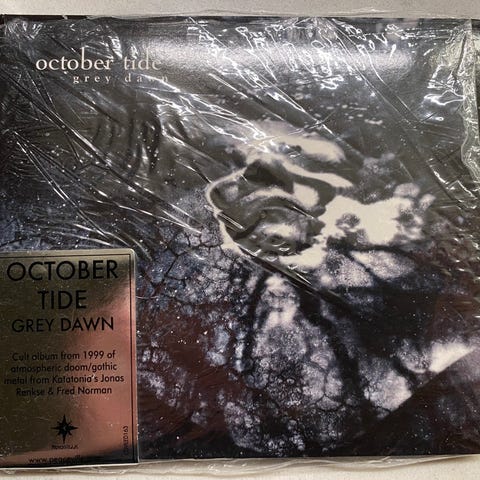 october tide
grey dawn
OCTOBER
TIDE
GREY DAWN
Cult album from 1999 of
atmospheric doom/gothic
metal from Katatonia's Jonas
Renkse & Fred Norman